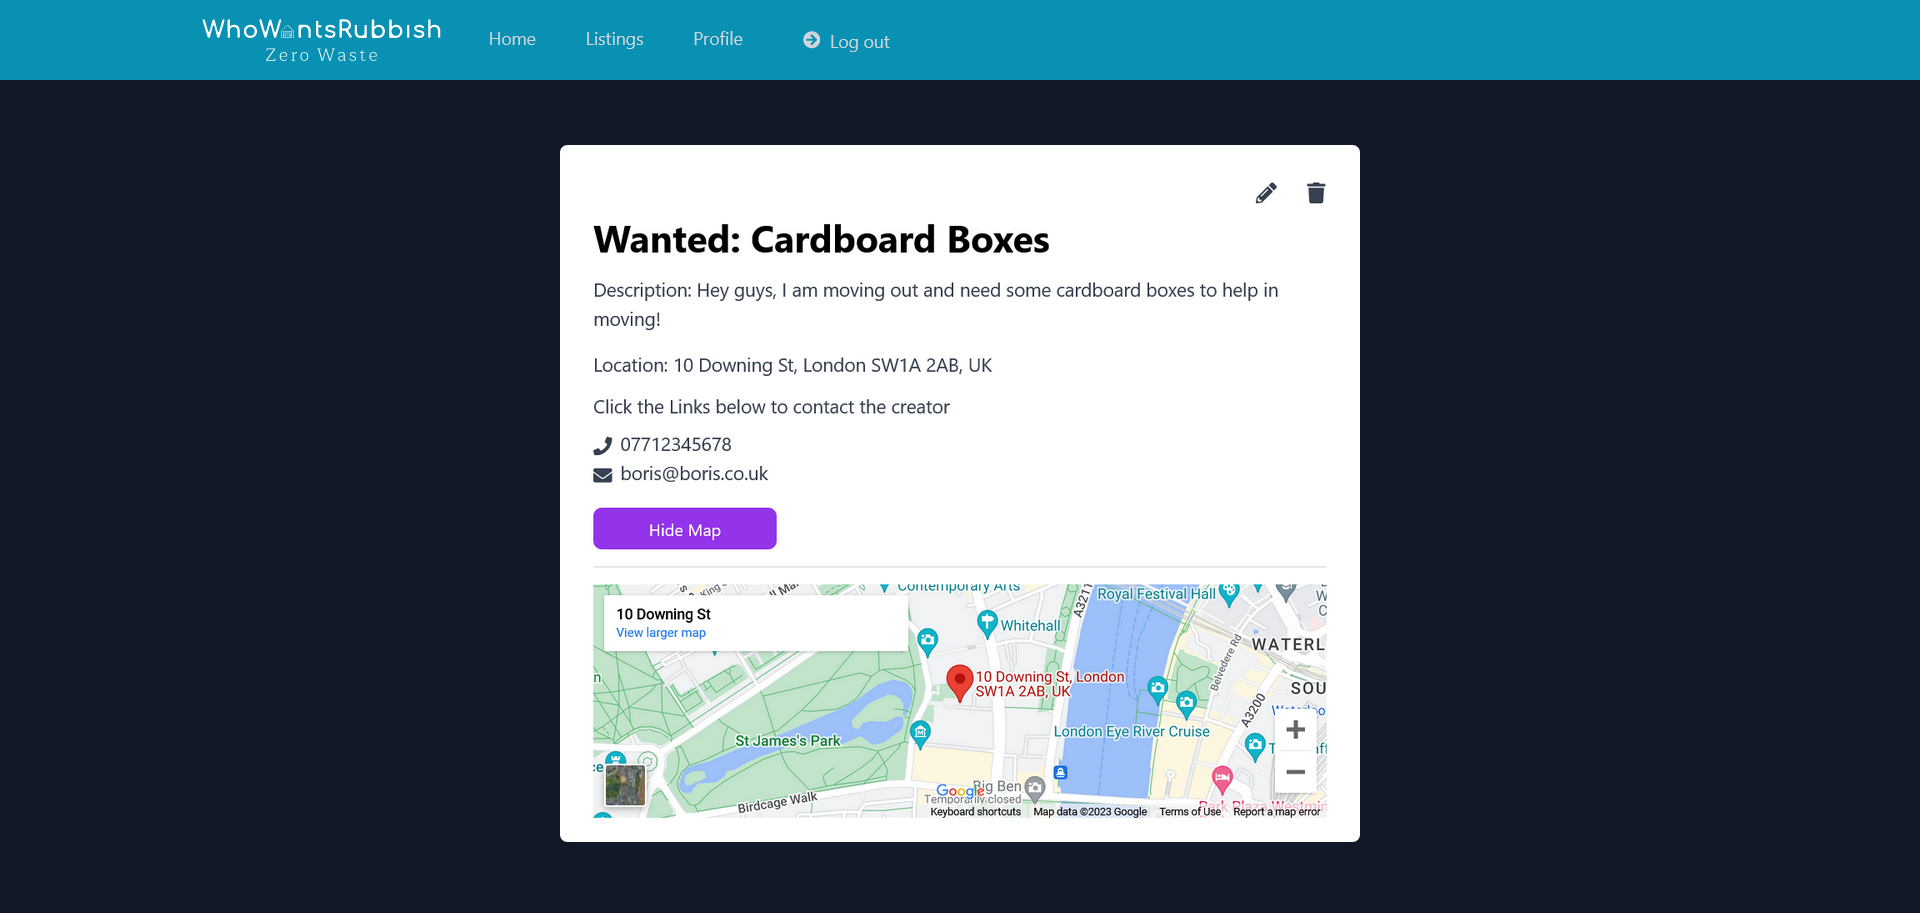 WhoWantsRubbish
Zero Waste
Home
Listings
Profile
Log out
Wanted: Cardboard Boxes
Description: Hey guys, I am moving out and need some cardboard boxes to help in
moving!
Location: 10 Downing St, London SW1A 2AB, UK
Click the Links below to contact the creator
07712345678
boris@boris.co.uk
Hide Map
10 Downing St
View larger map
Contemporary Arts
A3211
Royal Festival Hall
Whitehall
Belvedere Rd
WATERL
10 Downing St, London
SW1A 2AB, UK
SOU
A3200
Waterloo
St James's Park
London Eye River Cruise
Birdcage Walk
Big Ben
Temporarily closed
Google
Park Plaza Westmin
Keyboard shortcuts
Map data ©2023 Google
Terms of Use
Report a map error